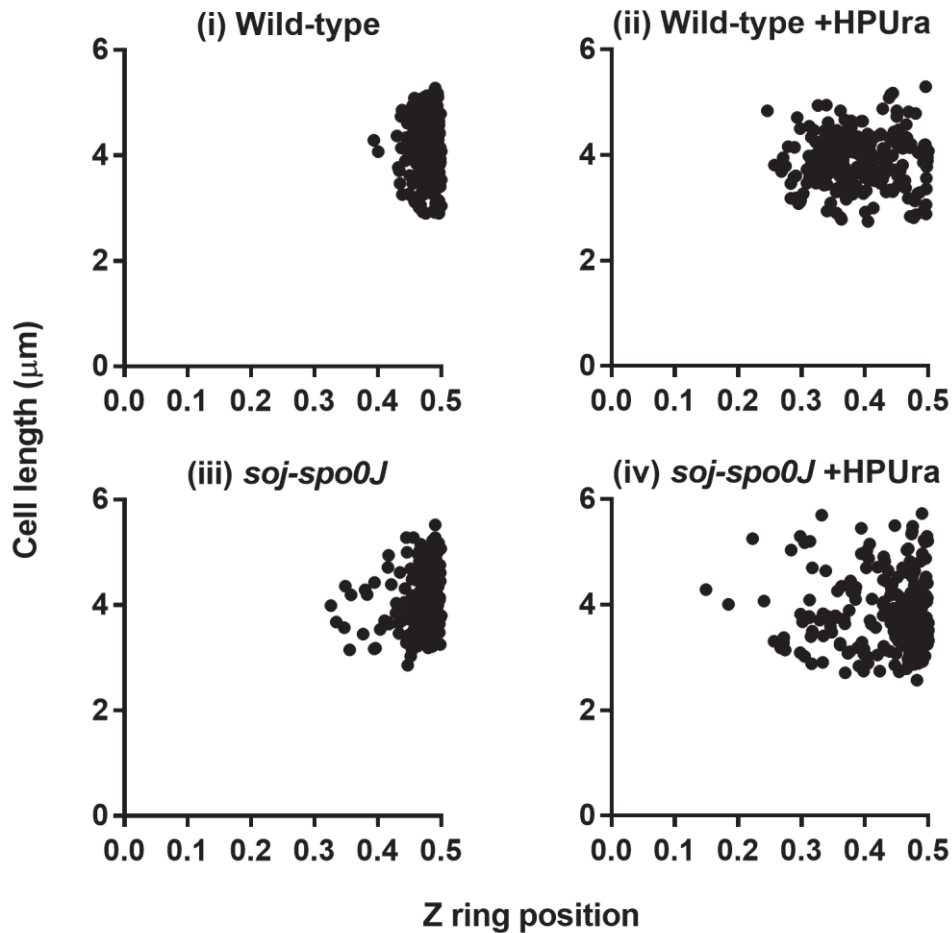 (i) Wild-type
(ii) Wild-type +HPUra
6
4
2
0
0.0 0.1 0.2 0.3 0.4 0.5
6
4
2
0
0.0 0.1 0.2 0.3 0.4 0.5
(iii) soj-spo0J
(iv) soj-spo0J +HPUra
6
4
2
0
0.0 0.1 0.2 0.3 0.4 0.5
6
4
2
0
0.0 0.1 0.2 0.3 0.4 0.5
Cell length (μm)
Z ring position